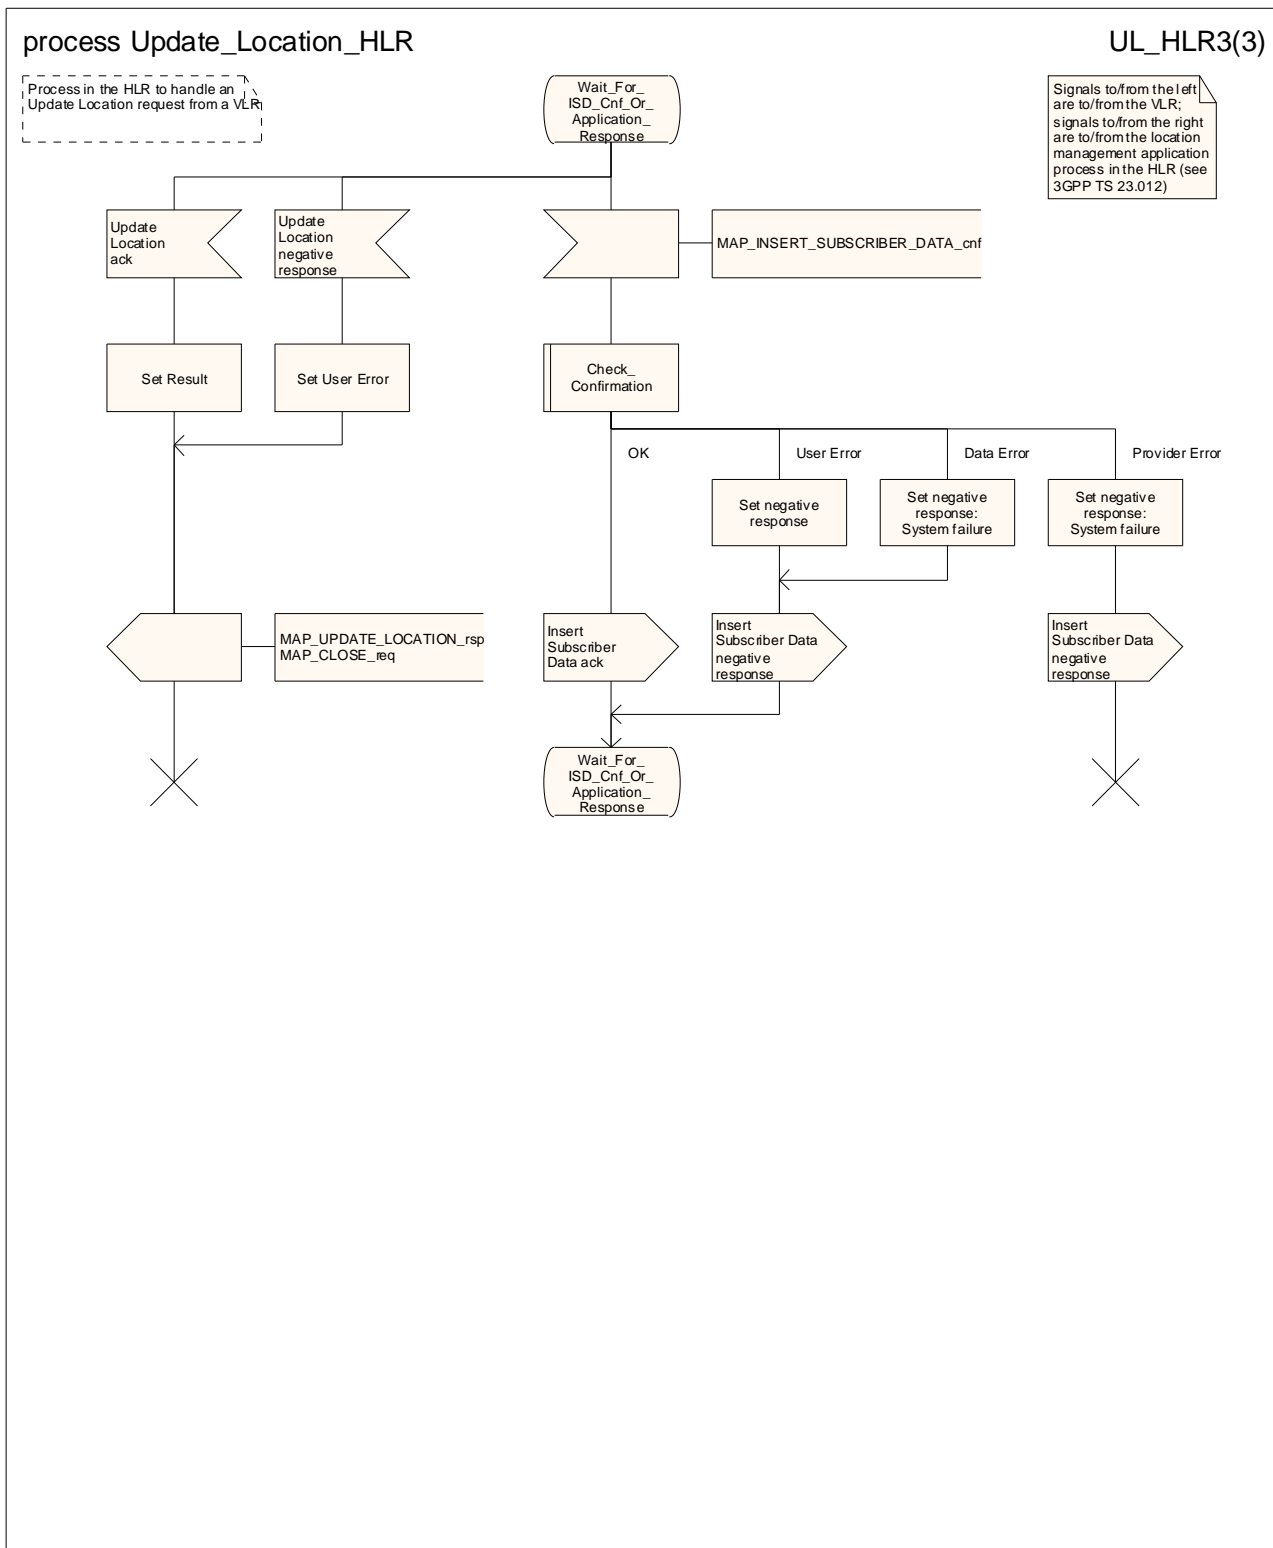 process Update_Location_HLR
UL_HLR3(3)
Process in the HLR to handle an
Update Location request from a VLR
Wait_For_
ISD_Cnf_Or_
Application_
Response
Signals to/from the left
are to/from the VLR;
signals to/from the right
are to/from the location
management application
process in the HLR (see
3GPP TS 23.012)
Update
Location
ack
Update
Location
negative
response
MAP_INSERT_SUBSCRIBER_DATA_cnf
Set Result
Set User Error
Check_
Confirmation
OK
User Error
Data Error
Provider Error
Set negative
response
Set negative
response:
System failure
Set negative
response:
System failure
MAP_UPDATE_LOCATION_rsp
MAP_CLOSE_req
Insert
Subscriber
Data ack
Insert
Subscriber Data
negative
response
Insert
Subscriber Data
negative
response
Wait_For_
ISD_Cnf_Or_
Application_
Response